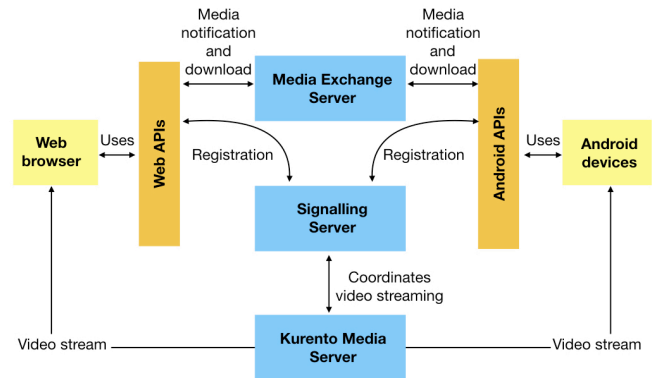 Media
notification
and
download
Media
notification
and
download
Media Exchange
Server
Web
browser
Uses
Web APIs
Registration
Registration
Android APIs
Uses
Android
devices
Signalling
Server
Coordinates
video streaming
Kurento Media
Server
Video stream
Video stream